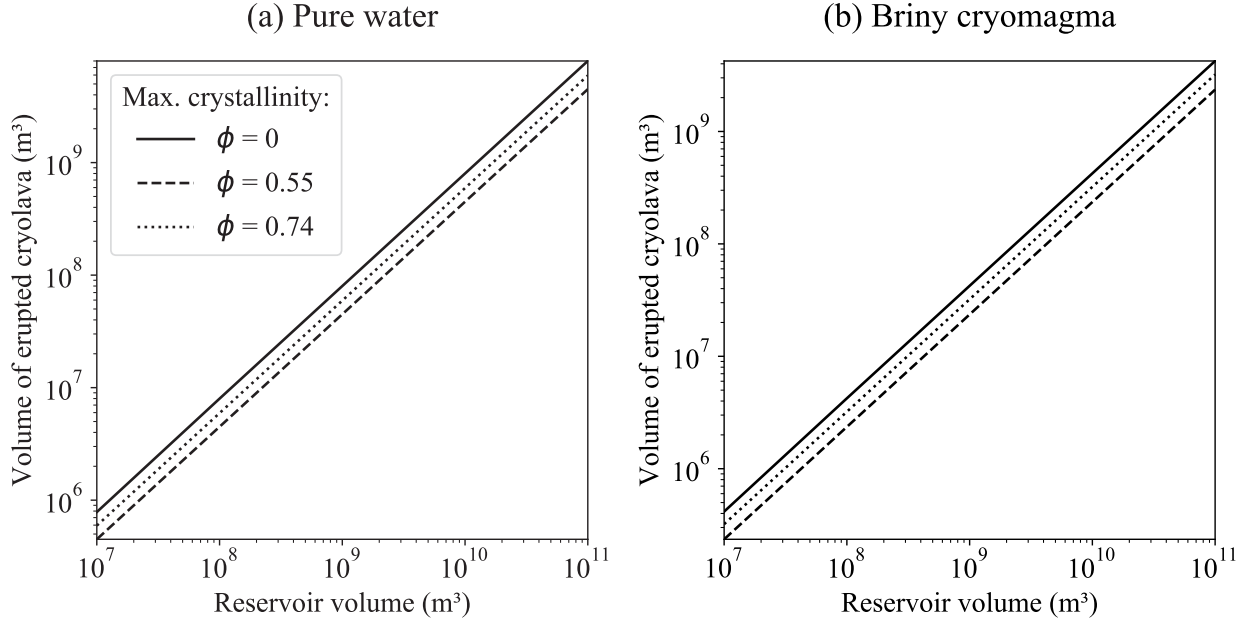 (a) Pure water
Volume of erupted cryolava (m³)
10⁹
10⁸
10⁷
10⁶
Max. crystallinity:
ϕ = 0
ϕ = 0.55
ϕ = 0.74
10⁷ 10⁸ 10⁹ 10¹⁰ 10¹¹
Reservoir volume (m³)
(b) Briny cryomagma
Volume of erupted cryolava (m³)
10⁹
10⁸
10⁷
10⁶
10⁷ 10⁸ 10⁹ 10¹⁰ 10¹¹
Reservoir volume (m³)